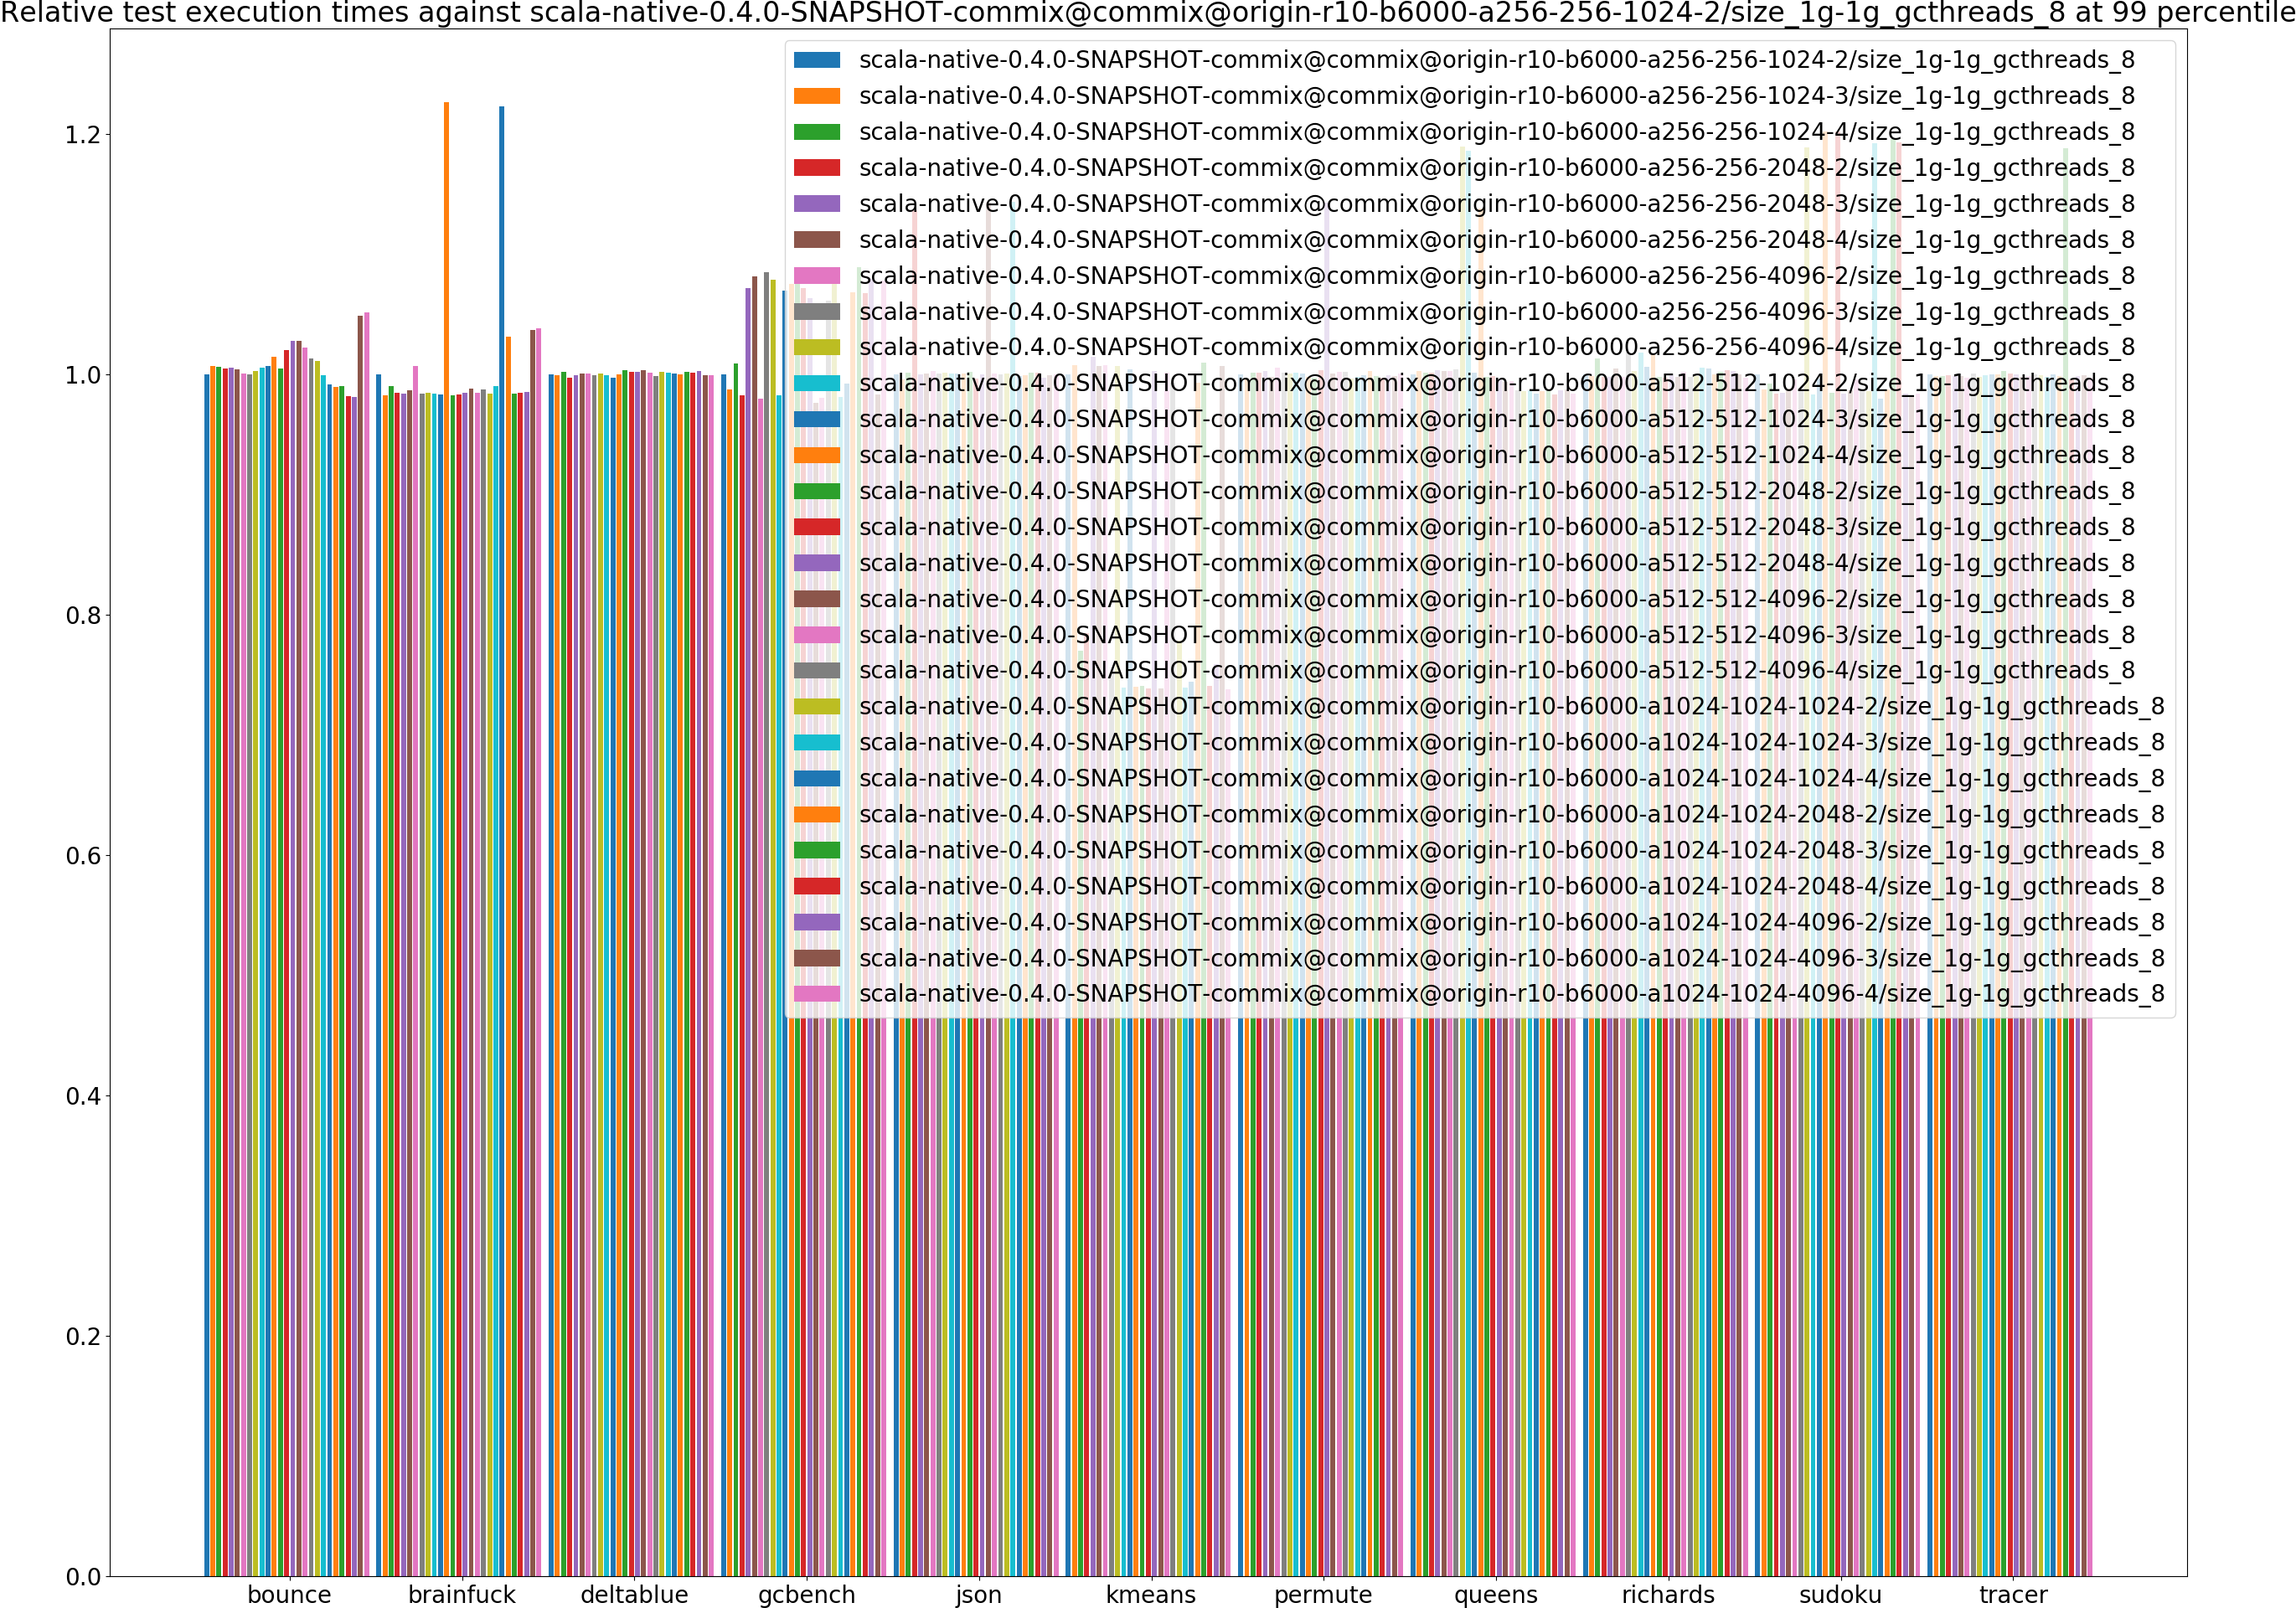 Relative test execution times against scala-native-0.4.0-SNAPSHOT-commix@commix@origin-r10-b6000-a256-256-1024-2/size_1g-1g_gcthreads_8 at 99 percentile
scala-native-0.4.0-SNAPSHOT-commix@commix@origin-r10-b6000-a256-256-1024-2/size_1g-1g_gcthreads_8
scala-native-0.4.0-SNAPSHOT-commix@commix@origin-r10-b6000-a256-256-1024-3/size_1g-1g_gcthreads_8
scala-native-0.4.0-SNAPSHOT-commix@commix@origin-r10-b6000-a256-256-1024-4/size_1g-1g_gcthreads_8
scala-native-0.4.0-SNAPSHOT-commix@commix@origin-r10-b6000-a256-256-2048-2/size_1g-1g_gcthreads_8
scala-native-0.4.0-SNAPSHOT-commix@commix@origin-r10-b6000-a256-256-2048-3/size_1g-1g_gcthreads_8
scala-native-0.4.0-SNAPSHOT-commix@commix@origin-r10-b6000-a256-256-2048-4/size_1g-1g_gcthreads_8
scala-native-0.4.0-SNAPSHOT-commix@commix@origin-r10-b6000-a256-256-4096-2/size_1g-1g_gcthreads_8
scala-native-0.4.0-SNAPSHOT-commix@commix@origin-r10-b6000-a256-256-4096-3/size_1g-1g_gcthreads_8
scala-native-0.4.0-SNAPSHOT-commix@commix@origin-r10-b6000-a256-256-4096-4/size_1g-1g_gcthreads_8
scala-native-0.4.0-SNAPSHOT-commix@commix@origin-r10-b6000-a512-512-1024-2/size_1g-1g_gcthreads_8
scala-native-0.4.0-SNAPSHOT-commix@commix@origin-r10-b6000-a512-512-1024-3/size_1g-1g_gcthreads_8
scala-native-0.4.0-SNAPSHOT-commix@commix@origin-r10-b6000-a512-512-1024-4/size_1g-1g_gcthreads_8
scala-native-0.4.0-SNAPSHOT-commix@commix@origin-r10-b6000-a512-512-2048-2/size_1g-1g_gcthreads_8
scala-native-0.4.0-SNAPSHOT-commix@commix@origin-r10-b6000-a512-512-2048-3/size_1g-1g_gcthreads_8
scala-native-0.4.0-SNAPSHOT-commix@commix@origin-r10-b6000-a512-512-2048-4/size_1g-1g_gcthreads_8
scala-native-0.4.0-SNAPSHOT-commix@commix@origin-r10-b6000-a512-512-4096-2/size_1g-1g_gcthreads_8
scala-native-0.4.0-SNAPSHOT-commix@commix@origin-r10-b6000-a512-512-4096-3/size_1g-1g_gcthreads_8
scala-native-0.4.0-SNAPSHOT-commix@commix@origin-r10-b6000-a512-512-4096-4/size_1g-1g_gcthreads_8
scala-native-0.4.0-SNAPSHOT-commix@commix@origin-r10-b6000-a1024-1024-1024-2/size_1g-1g_gcthreads_8
scala-native-0.4.0-SNAPSHOT-commix@commix@origin-r10-b6000-a1024-1024-1024-3/size_1g-1g_gcthreads_8
scala-native-0.4.0-SNAPSHOT-commix@commix@origin-r10-b6000-a1024-1024-1024-4/size_1g-1g_gcthreads_8
scala-native-0.4.0-SNAPSHOT-commix@commix@origin-r10-b6000-a1024-1024-2048-2/size_1g-1g_gcthreads_8
scala-native-0.4.0-SNAPSHOT-commix@commix@origin-r10-b6000-a1024-1024-2048-3/size_1g-1g_gcthreads_8
scala-native-0.4.0-SNAPSHOT-commix@commix@origin-r10-b6000-a1024-1024-2048-4/size_1g-1g_gcthreads_8
scala-native-0.4.0-SNAPSHOT-commix@commix@origin-r10-b6000-a1024-1024-4096-2/size_1g-1g_gcthreads_8
scala-native-0.4.0-SNAPSHOT-commix@commix@origin-r10-b6000-a1024-1024-4096-3/size_1g-1g_gcthreads_8
scala-native-0.4.0-SNAPSHOT-commix@commix@origin-r10-b6000-a1024-1024-4096-4/size_1g-1g_gcthreads_8
1.2
1.0
0.8
0.6
0.4
0.2
0.0
bounce brainfuck deltablue gcbench json kmeans permute queens richards sudoku tracer